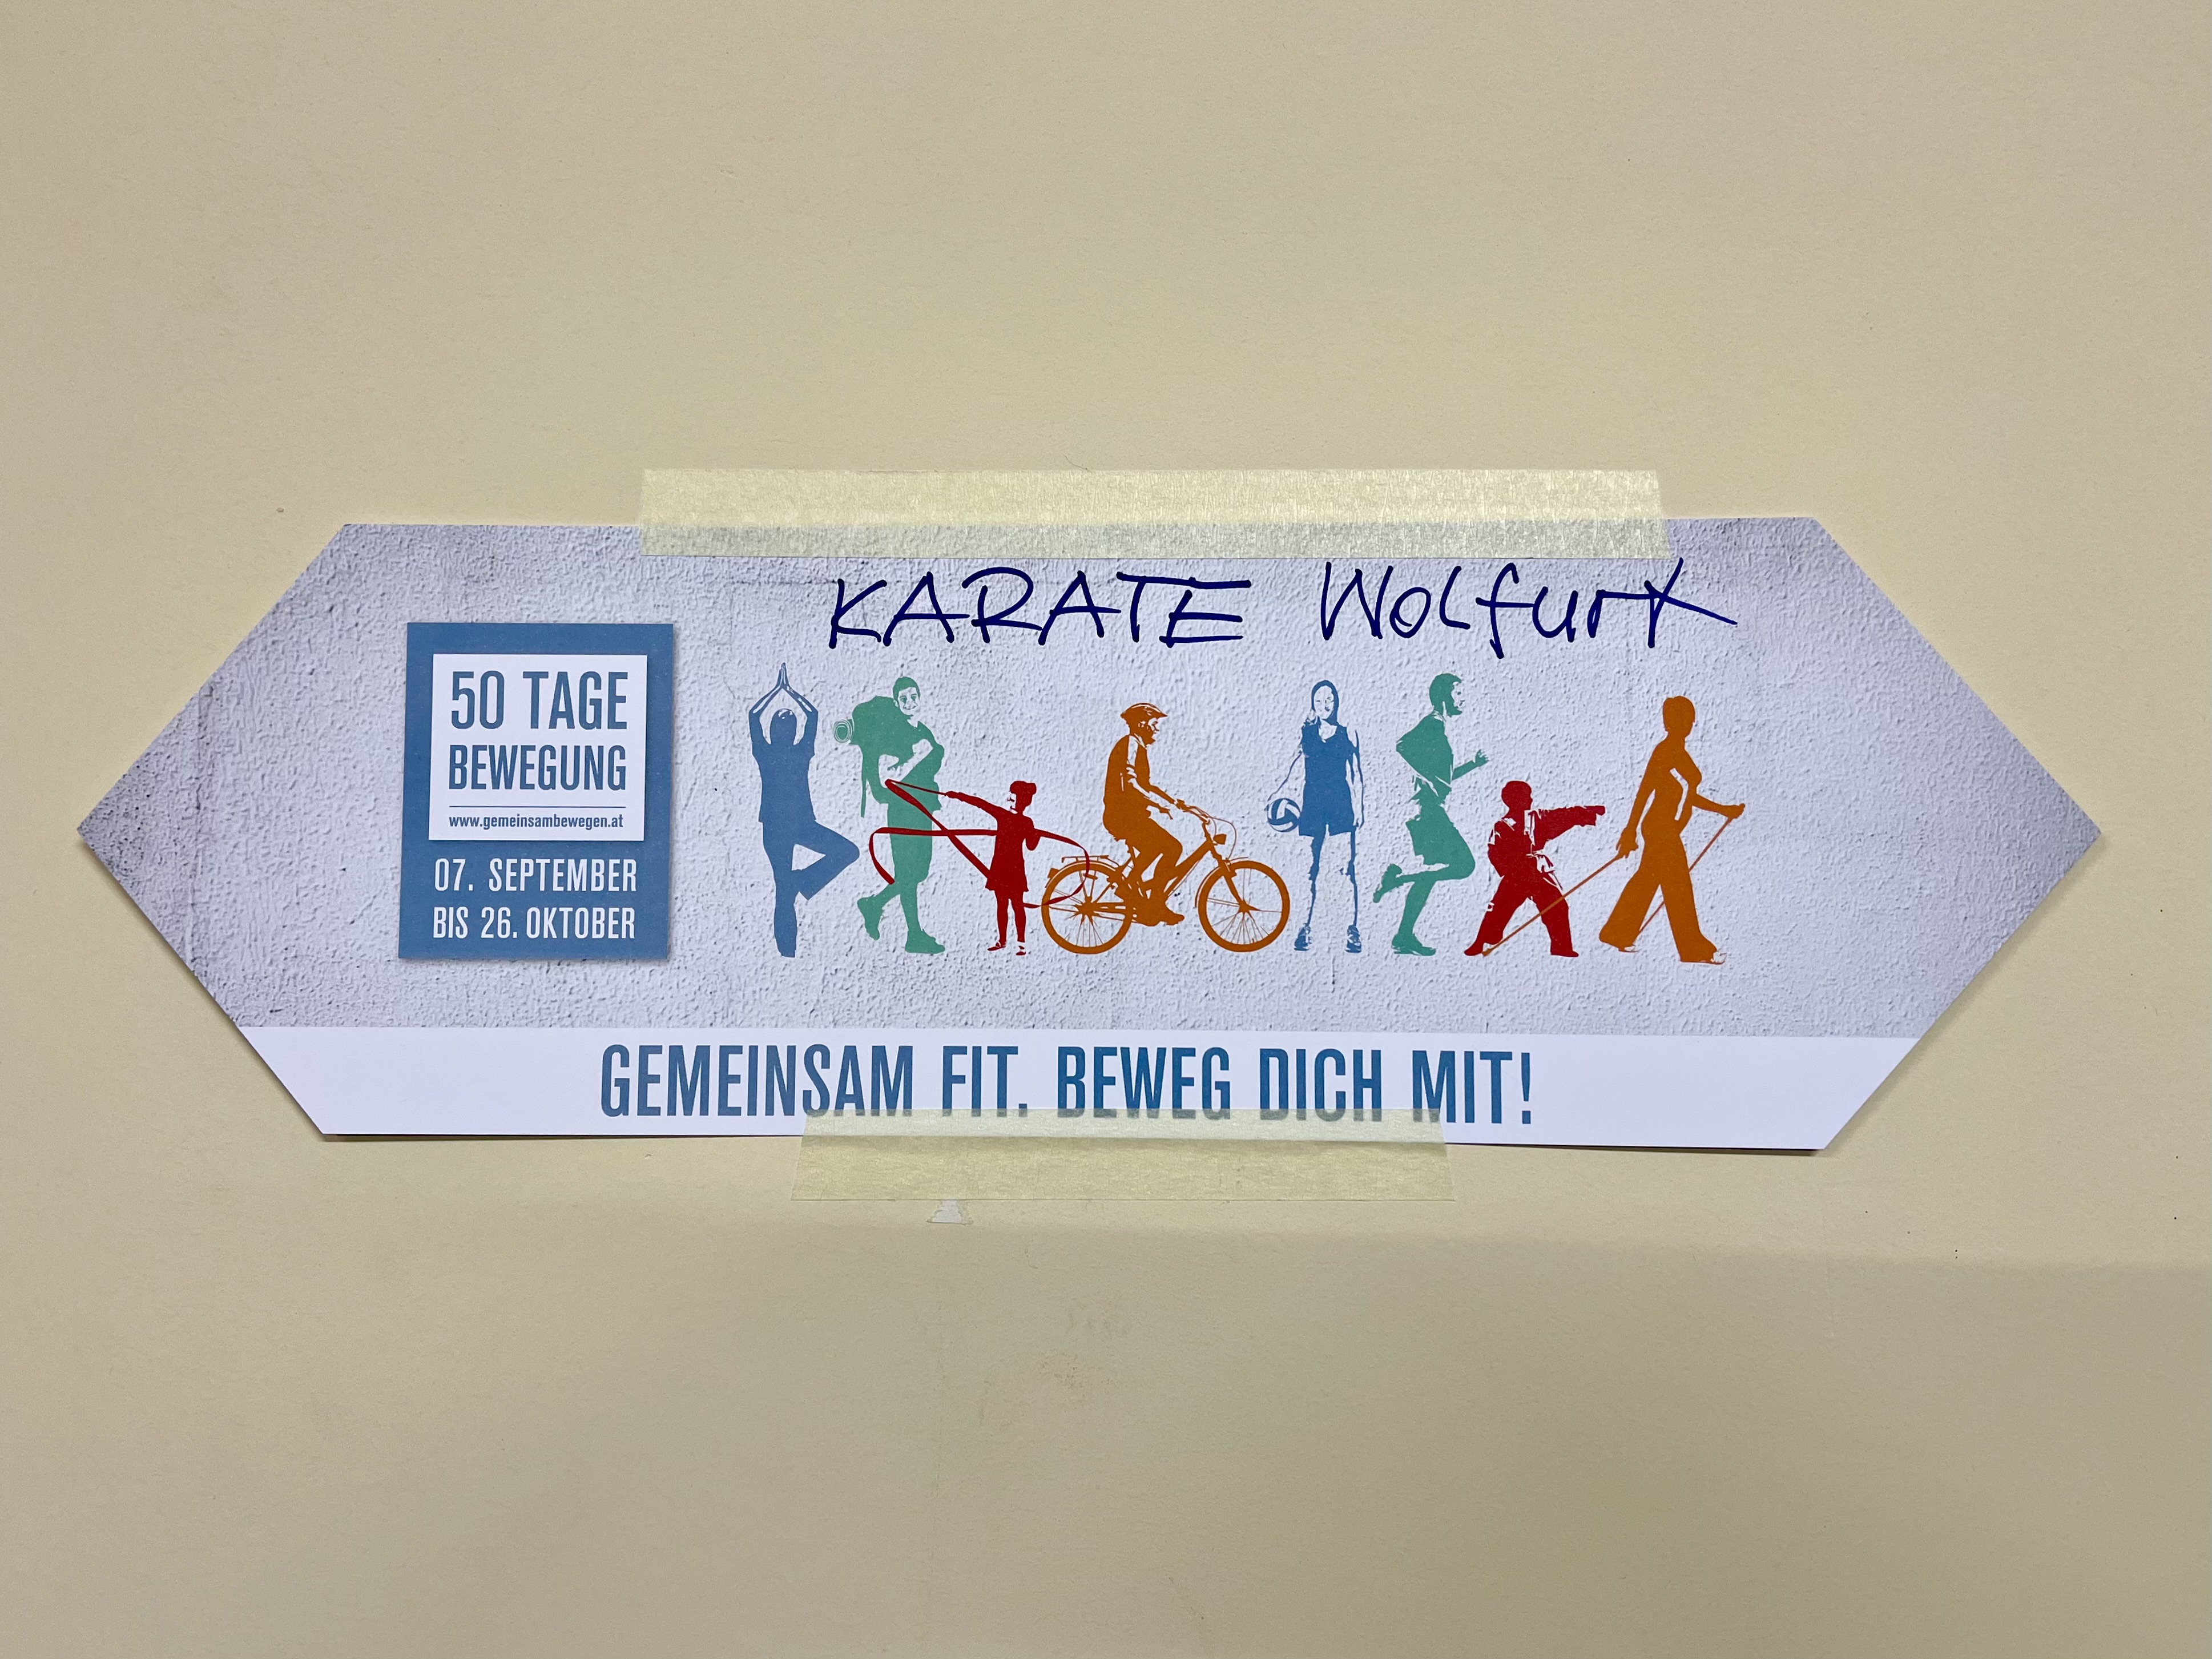 KARATE Wolfurt
50 TAGE
BEWEGUNG
www.gemeinsambewegen.at
07. SEPTEMBER
BIS 26. OKTOBER
GEMEINSAM FIT. BEWEG DICH MIT!